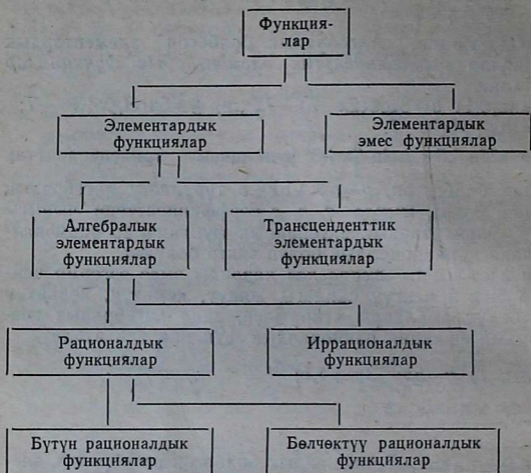 Функция-
лар
Элементардык
функциялар
Элементардык
эмес функциялар
Алгебралык
элементардык
функциялар
Трансценденттик
элементардык
функциялар
Рационалдык
функциялар
Иррационалдык
функциялар
Бүтүн рационалдык
функциялар
Бөлчөктүү рационалдык
функциялар